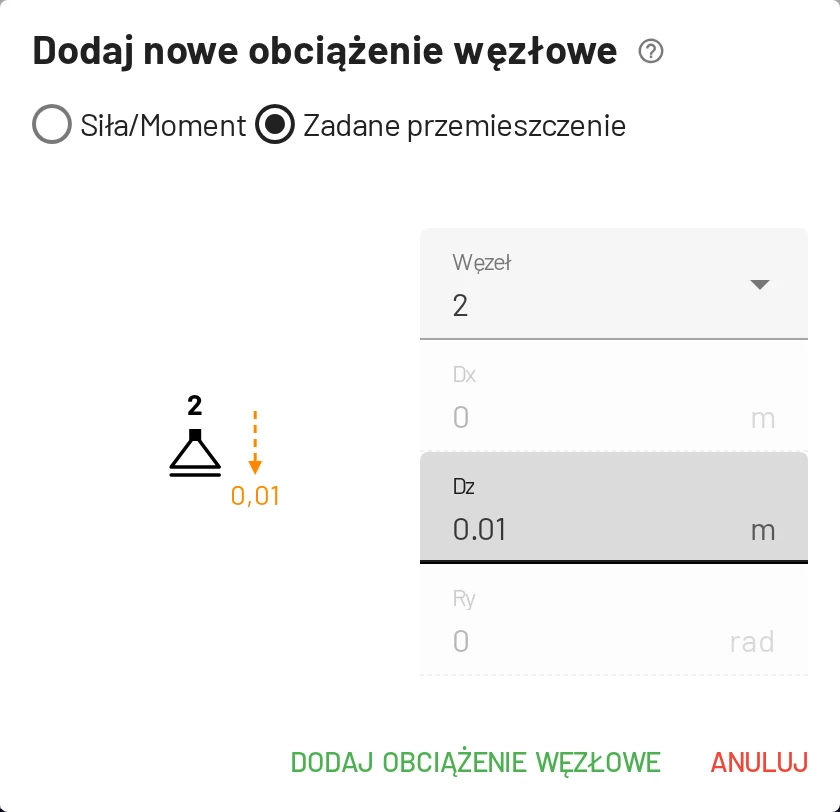 Dodaj nowe obciążenie węzłowe ?
Siła/Moment Zadane przemieszczenie
Węzeł
2
Dx
0 m
2
Dz
0.01 m
0,01
Ry
0 rad
DODAJ OBCIĄŻENIE WĘZŁOWE ANULUJ